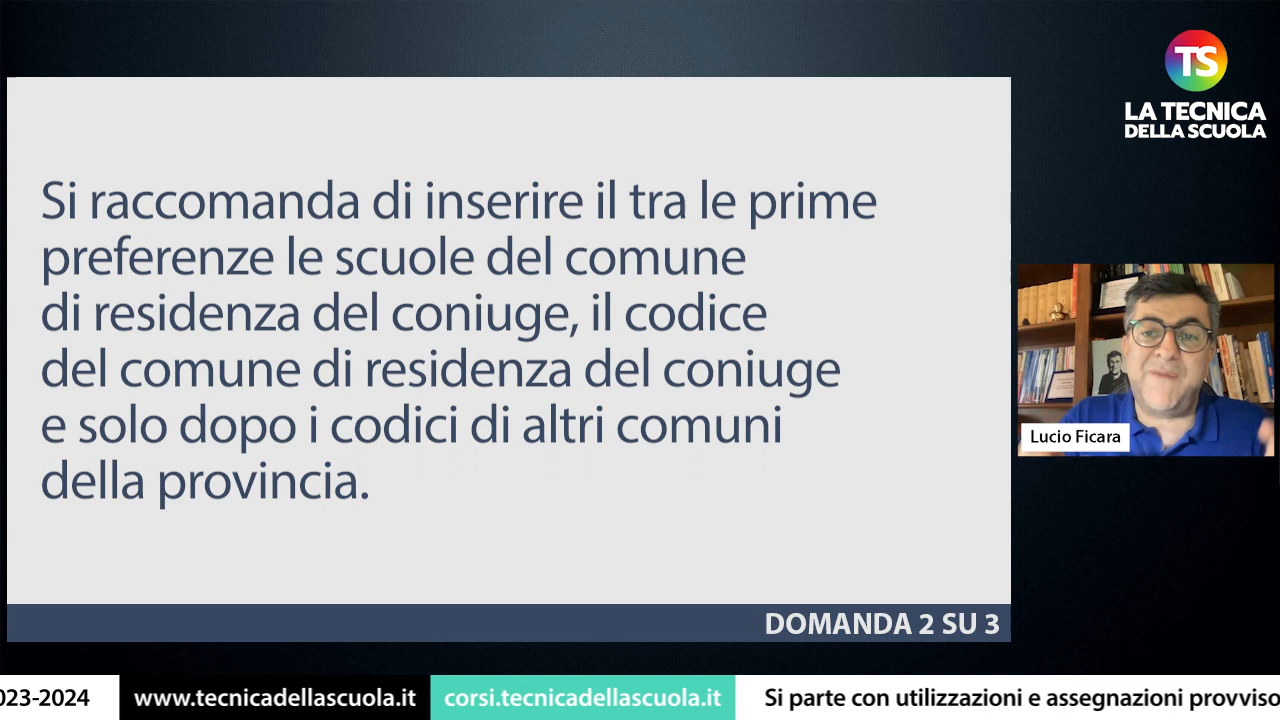 TS
LA TECNICA
DELLA SCUOLA
Si raccomanda di inserire il tra le prime
preferenze le scuole del comune
di residenza del coniuge, il codice
del comune di residenza del coniuge
e solo dopo i codici di altri comuni
della provincia.
Lucio Ficara
DOMANDA 2 SU 3
023-2024 www.tecnicadellascuola.it corsi.tecnicadellascuola.it Si parte con utilizzazioni e assegnazioni provviso